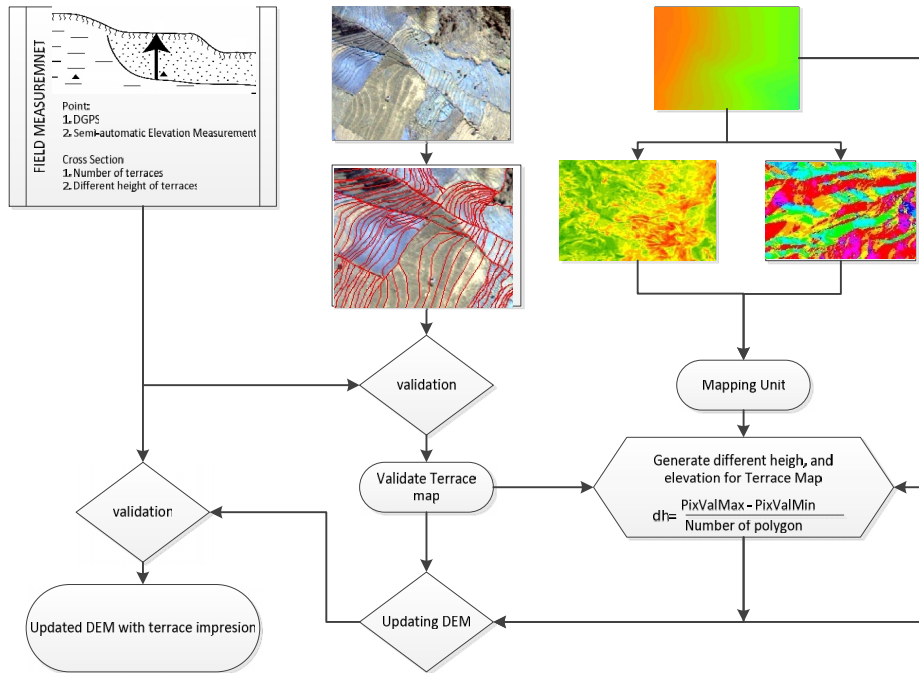 FIELD MEASUREMNET
Point:
1. DGPS
2. Semi-automatic Elevation Measurement
Cross Section
1. Number of terraces
2. Different height of terraces
validation
Mapping Unit
Validate Terrace
map
Generate different heigh, and
elevation for Terrace Map
dh= PixValMax - PixValMin
Number of polygon
validation
Updating DEM
Updated DEM with terrace impresion